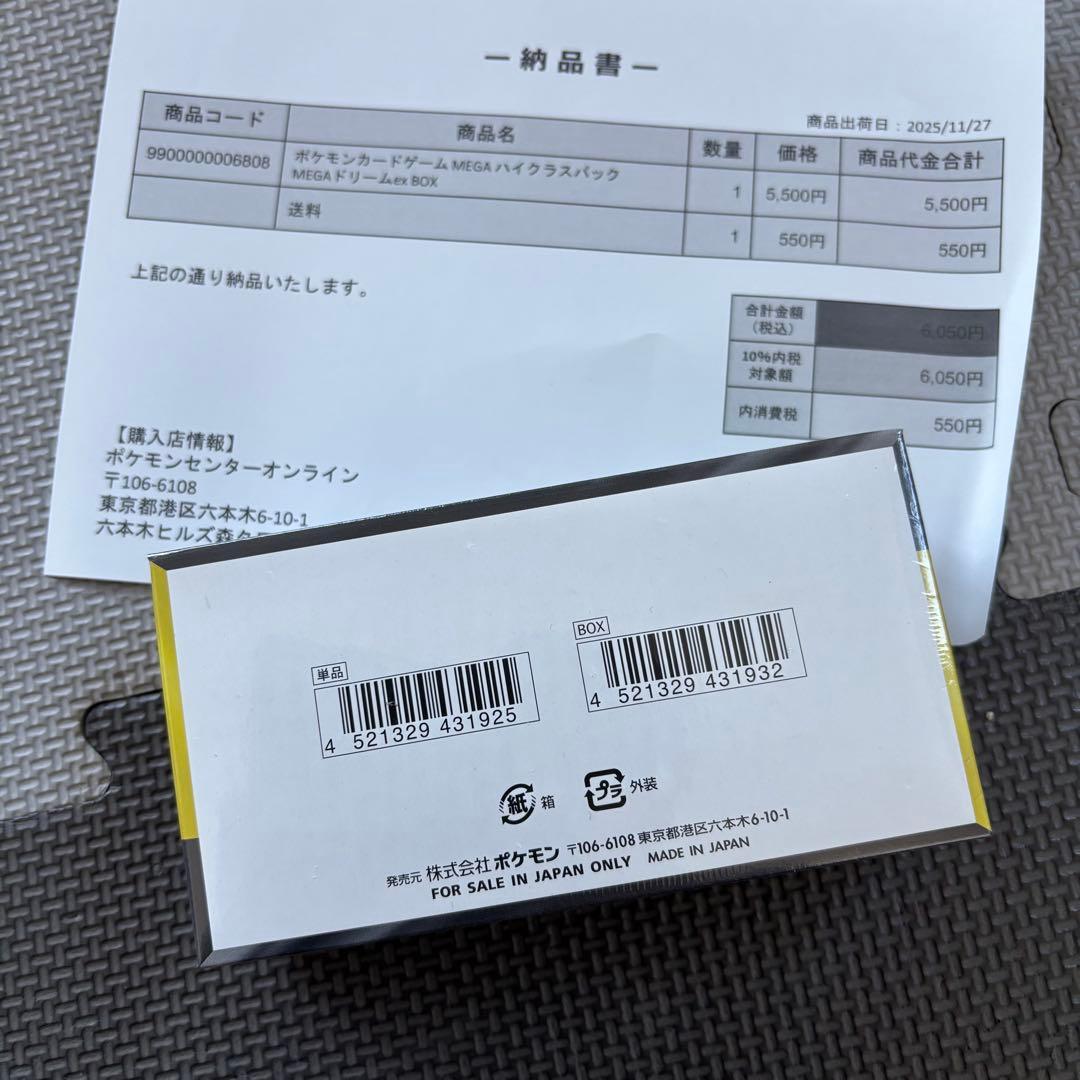 ー納品書ー
商品出荷日：2025/11/27
商品コード 商品名 数量 価格 商品代金合計
9900000006808 ポケモンカードゲーム MEGA ハイクラスパック 1 5,500円 5,500円
MEGAドリームex BOX
送料 1 550円 550円
上記の通り納品いたします。
合計金額
（税込） 6,050円
10%内税
対象額 6,050円
内消費税 550円
【購入店情報】
ポケモンセンターオンライン
〒106-6108
東京都港区六本木6-10-1
六本木ヒルズ森
単品
4 521329 431925
BOX
4 521329 431932
紙 箱
プラ 外装
発売元 株式会社 ポケモン 〒106-6108 東京都港区六本木6-10-1
FOR SALE IN JAPAN ONLY MADE IN JAPAN